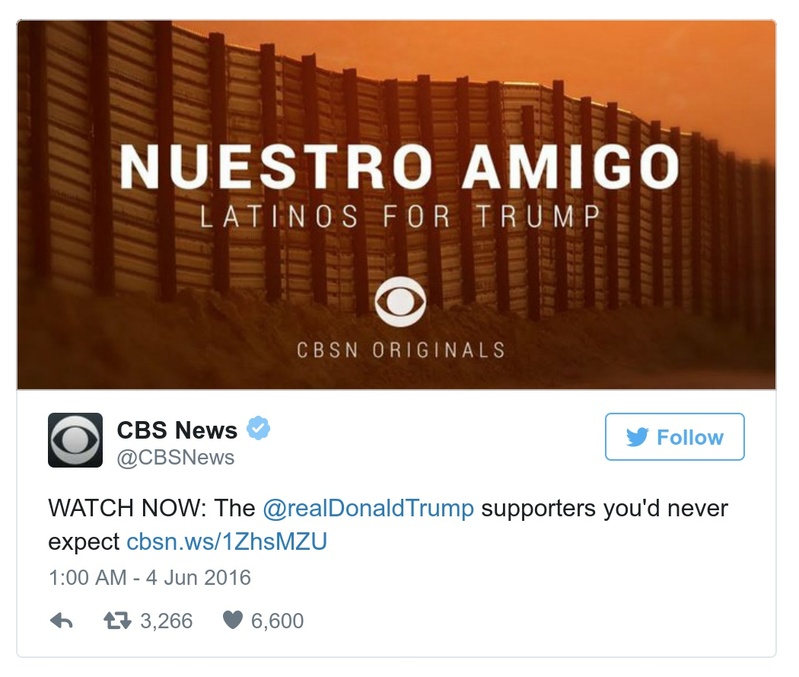 NUESTRO AMIGO
LATINOS FOR TRUMP
CBSN ORIGINALS
CBS News
@CBSNews
Follow
WATCH NOW: The @realDonaldTrump supporters you'd never
expect cbsn.ws/1ZhsMZU
1:00 AM - 4 Jun 2016
3,266 6,600